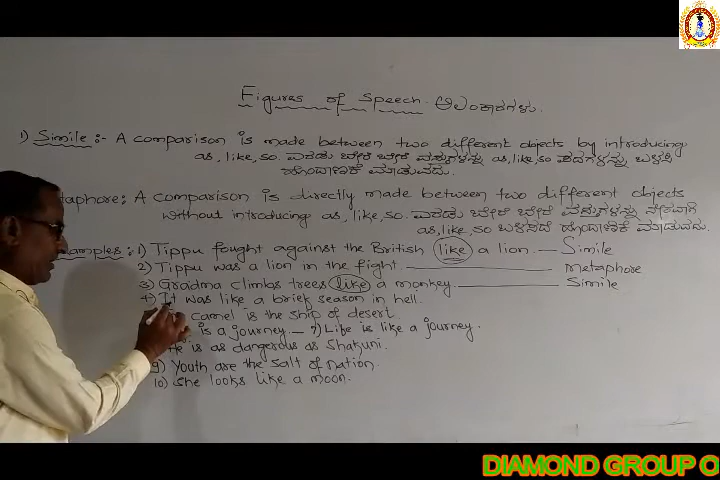 Figures of Speech. ಅಲಂಕಾರಗಳು.
1) Simile :- A comparison is made between two different objects by introducing
as, like, so. ಎರಡು ಬೇರೆ ಬೇರೆ ವಸ್ತುಗಳನ್ನು as, like, so ಪದಗಳನ್ನು ಬಳಸಿ
ಹೊಂದಾಣಿಕೆ ಮಾಡುವದು.
taphore: A comparison is directly made between two different objects
without introducing as, like, so. ಎರಡು ಬೇರೆ ಬೇರೆ ವಸ್ತುಗಳನ್ನು ನೇರವಾಗಿ
as, like, so ಬಳಸದೆ ಹೊಂದಾಣಿಕೆ ಮಾಡುವದು.
amples :- 1) Tippu fought against the British like a lion. — Simile
2) Tippu was a lion in the fight — metaphore
3) Gradma climbs trees like a monkey — Simile
4) It was like a brief season in hell.
camel is the ship of desert.
is a journey. — 7) Life is like a journey.
He is as dangerous as Shakuni.
9) Youth are the salt of nation.
10) She looks like a moon.
DIAMOND GROUP O